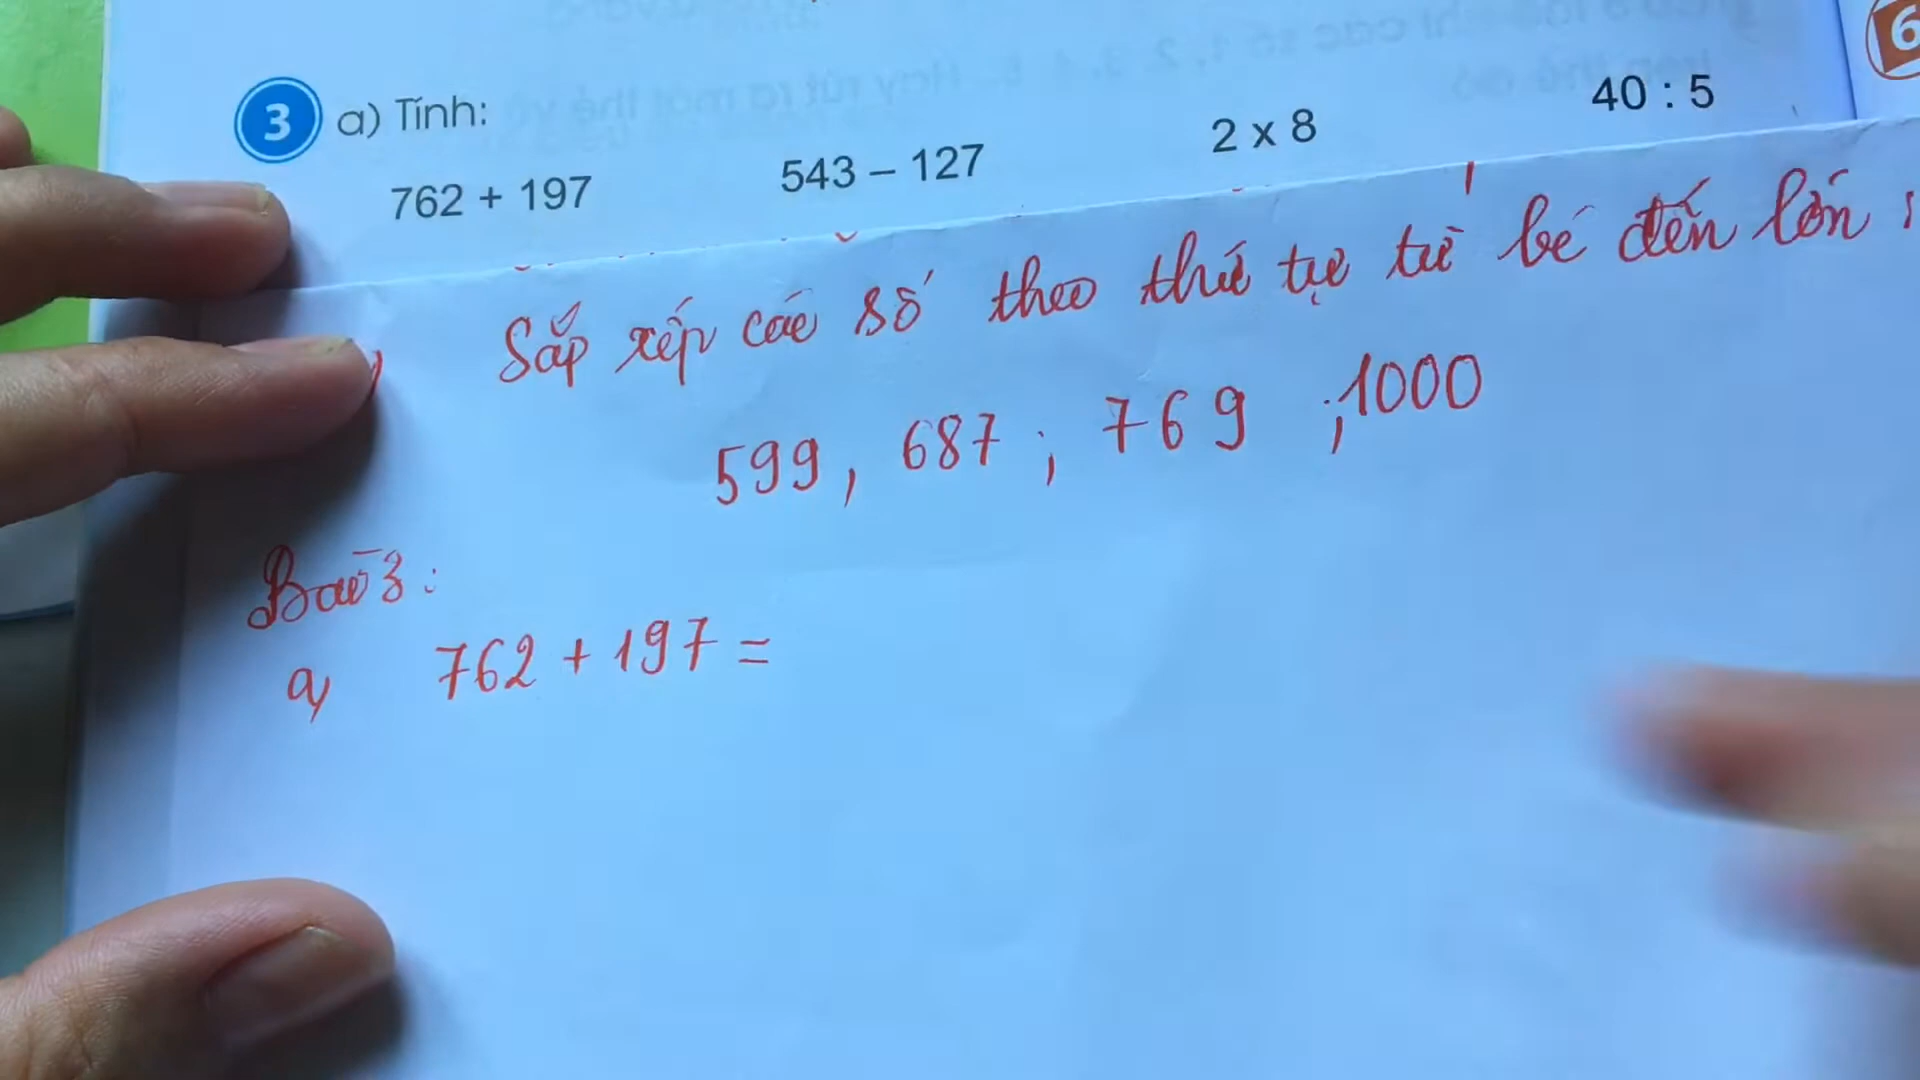 3 a) Tính:
762 + 197 543 – 127 2 x 8 40 : 5
6
Sắp xếp các số theo thứ tự từ bé đến lớn :
599, 687 ; 769 ; 1000
Bài 3 :
a) 762 + 197 =